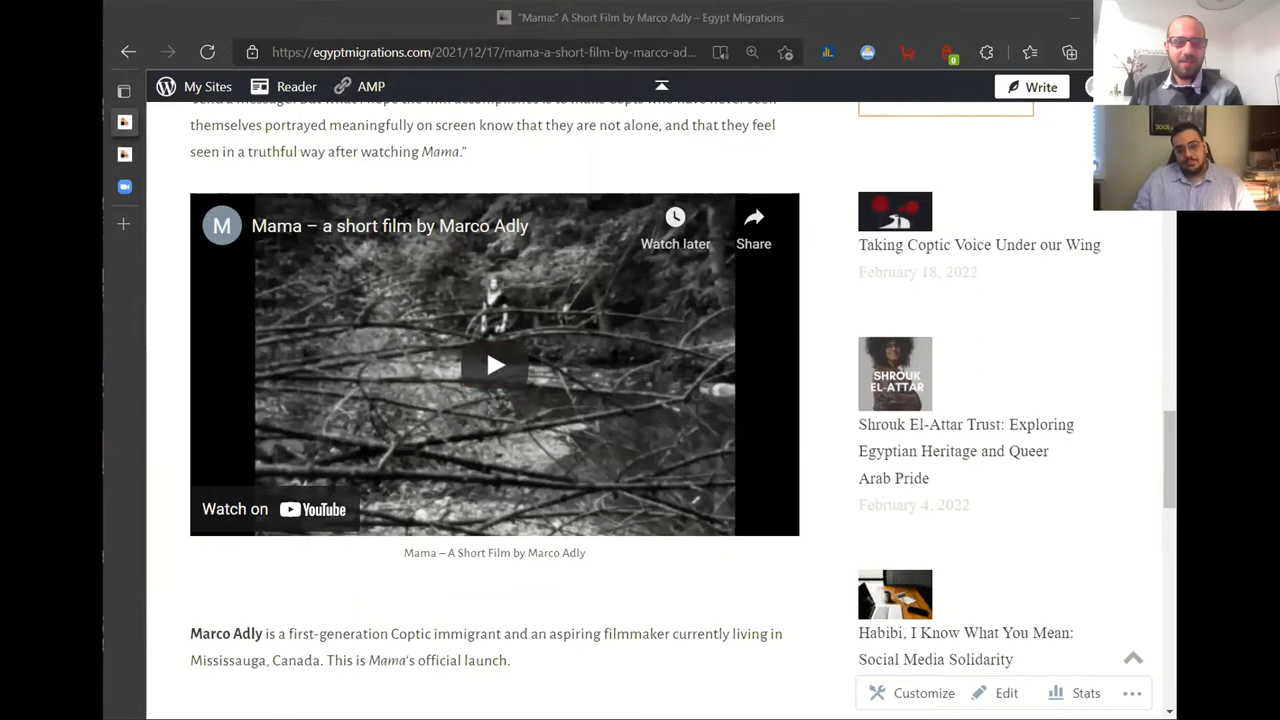 "Mama:" A Short Film by Marco Adly – Egypt Migrations
https://egyptmigrations.com/2021/12/17/mama-a-short-film-by-marco-ad...
0
My Sites
Reader
AMP
Write
themselves portrayed meaningfully on screen know that they are not alone, and that they feel
seen in a truthful way after watching Mama."
M
Mama – a short film by Marco Adly
Watch later
Share
Watch on YouTube
Mama – A Short Film by Marco Adly
Marco Adly is a first-generation Coptic immigrant and an aspiring filmmaker currently living in
Mississauga, Canada. This is Mama's official launch.
Taking Coptic Voice Under our Wing
February 18, 2022
SHROUK
EL-ATTAR
Shrouk El-Attar Trust: Exploring
Egyptian Heritage and Queer
Arab Pride
February 4, 2022
Habibi, I Know What You Mean:
Social Media Solidarity
Customize
Edit
Stats